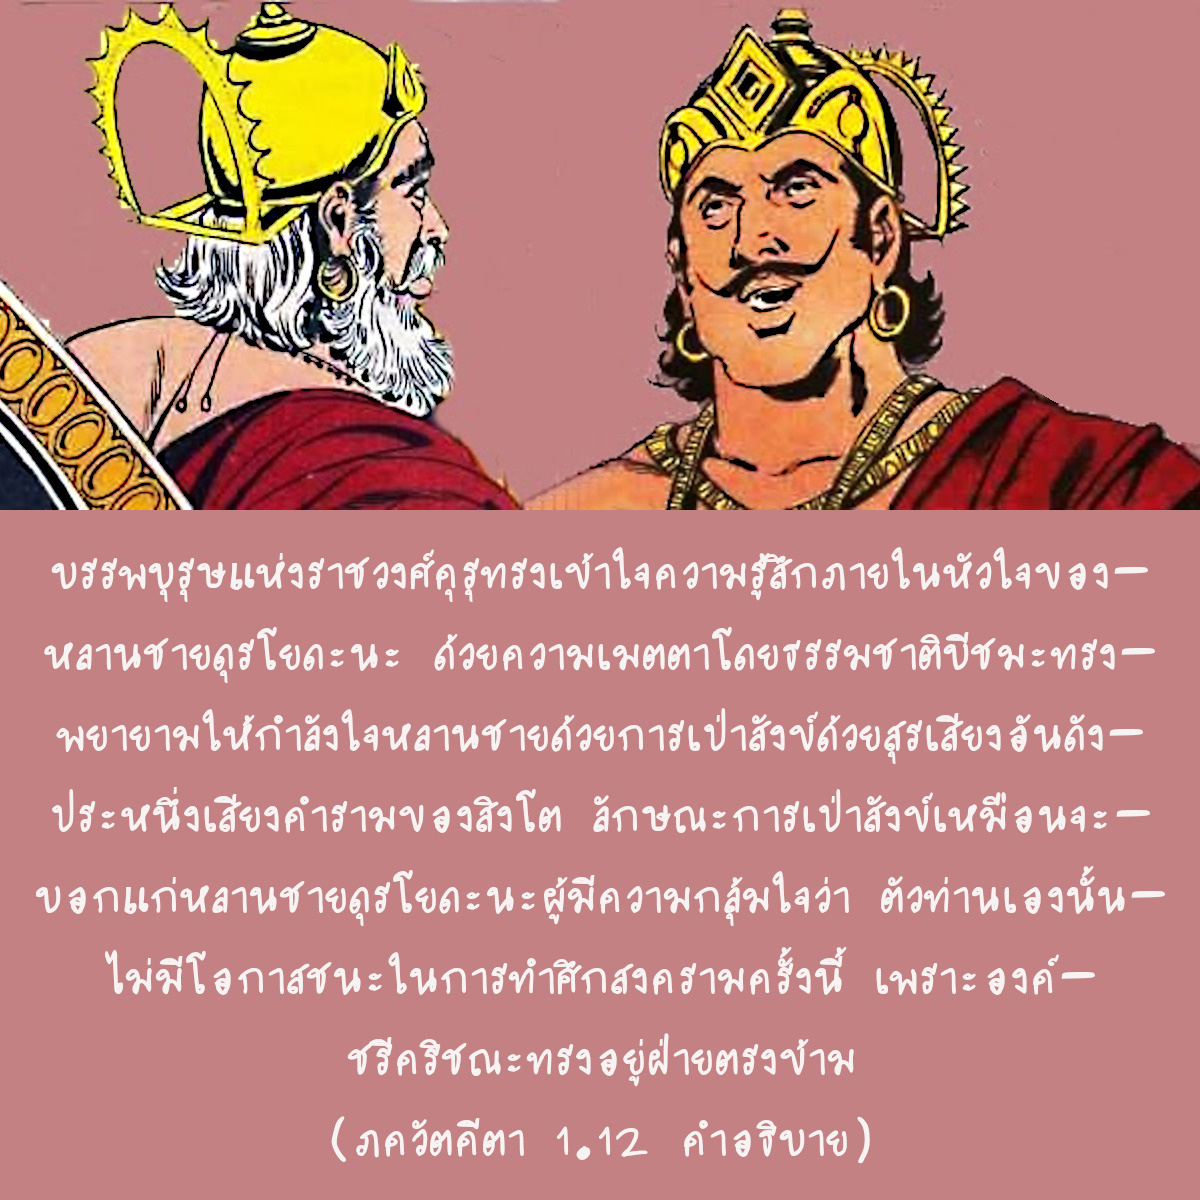 บรรพบุรุษแห่งราชวงศ์คุรุทรงเข้าใจความรู้สึกภายในหัวใจของ-
หลานชายดุรโยดะนะ ด้วยความเมตตาโดยธรรมชาติบีชมะทรง-
พยายามให้กำลังใจหลานชายด้วยการเป่าสังข์ด้วยสุรเสียงอันดัง-
ประหนึ่งเสียงคำรามของสิงโต ลักษณะการเป่าสังข์เหมือนจะ-
บอกแก่หลานชายดุรโยดะนะผู้มีความกลุ้มใจว่า ตัวท่านเองนั้น-
ไม่มีโอกาสชนะในการทำศึกสงครามครั้งนี้ เพราะองค์-
ชรีคริชณะทรงอยู่ฝ่ายตรงข้าม
(ภควัตคีตา 1.12 คำอธิบาย)